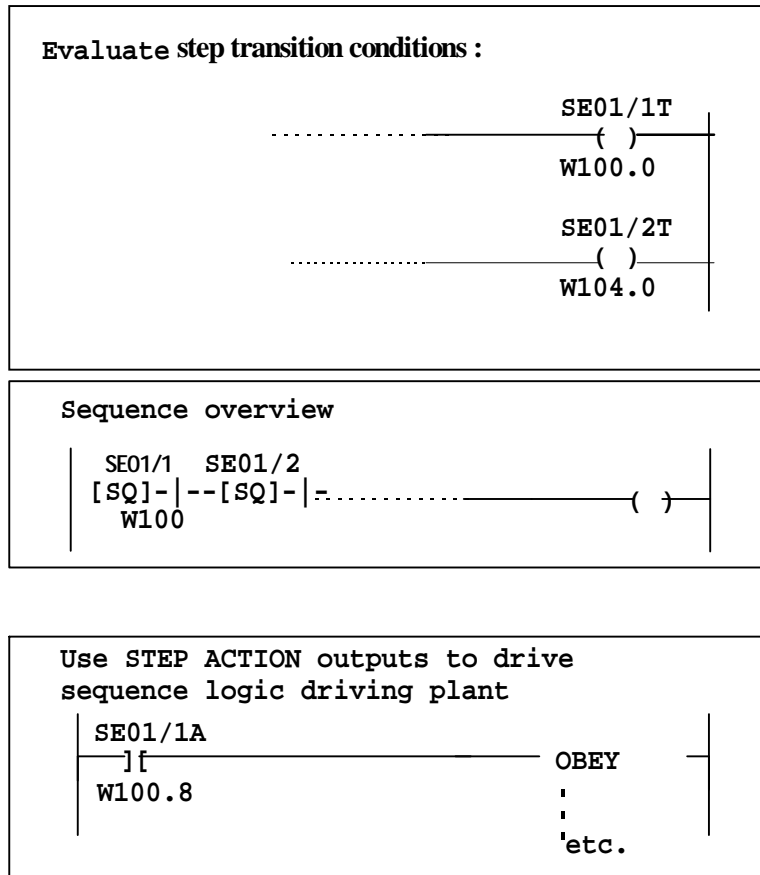 Evaluate step transition conditions :
SE01/1T
( )
W100.0
SE01/2T
( )
W104.0
Sequence overview
SE01/1 SE01/2
[SQ]-|--[SQ]-|- ( )
W100
Use STEP ACTION outputs to drive
sequence logic driving plant
SE01/1A
][ OBEY
W100.8
etc.